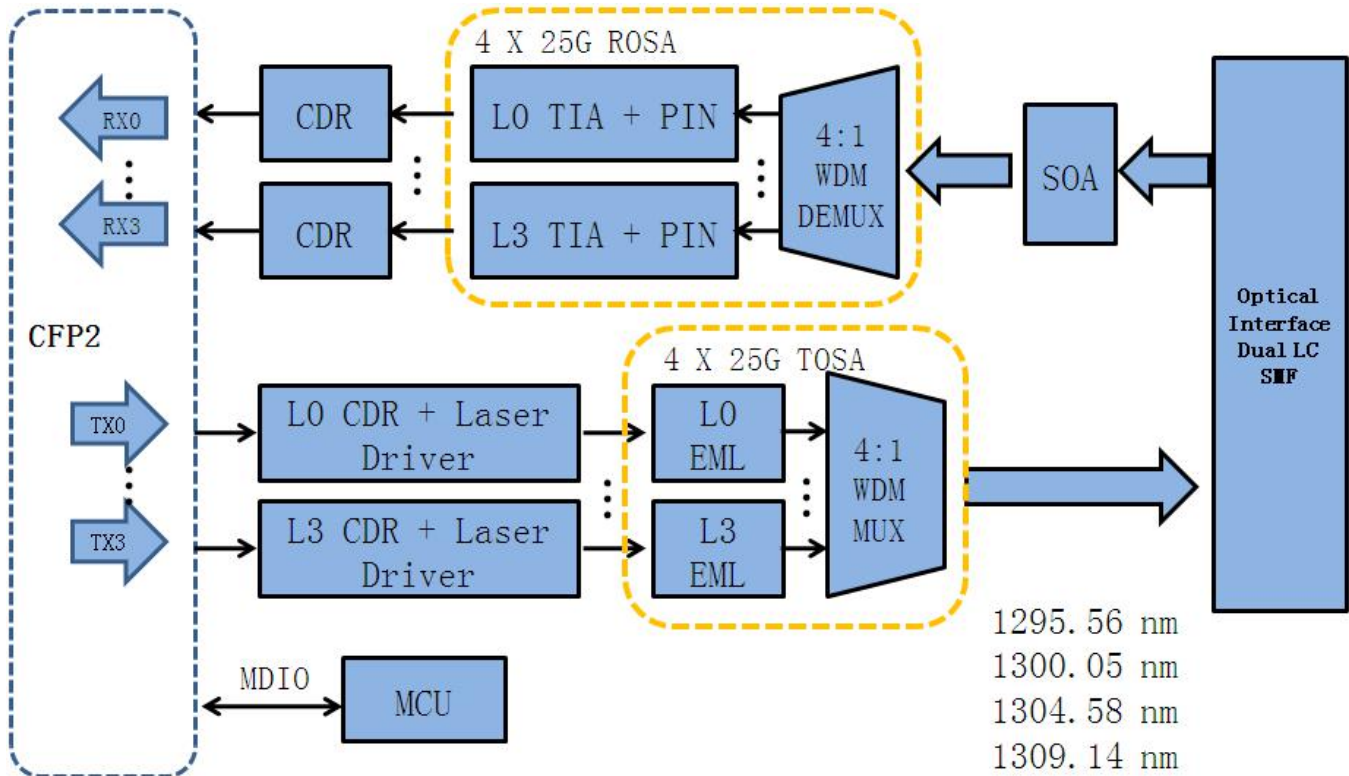 4 X 25G ROSA
RX0
CDR
L0 TIA + PIN
4:1
WDM
DEMUX
SOA
RX3
CDR
L3 TIA + PIN
Optical
Interface
Dual LC
SMF
CFP2
4 X 25G TOSA
TX0
L0 CDR + Laser
Driver
L0
EML
4:1
WDM
MUX
TX3
L3 CDR + Laser
Driver
L3
EML
MDIO
MCU
1295.56 nm
1300.05 nm
1304.58 nm
1309.14 nm